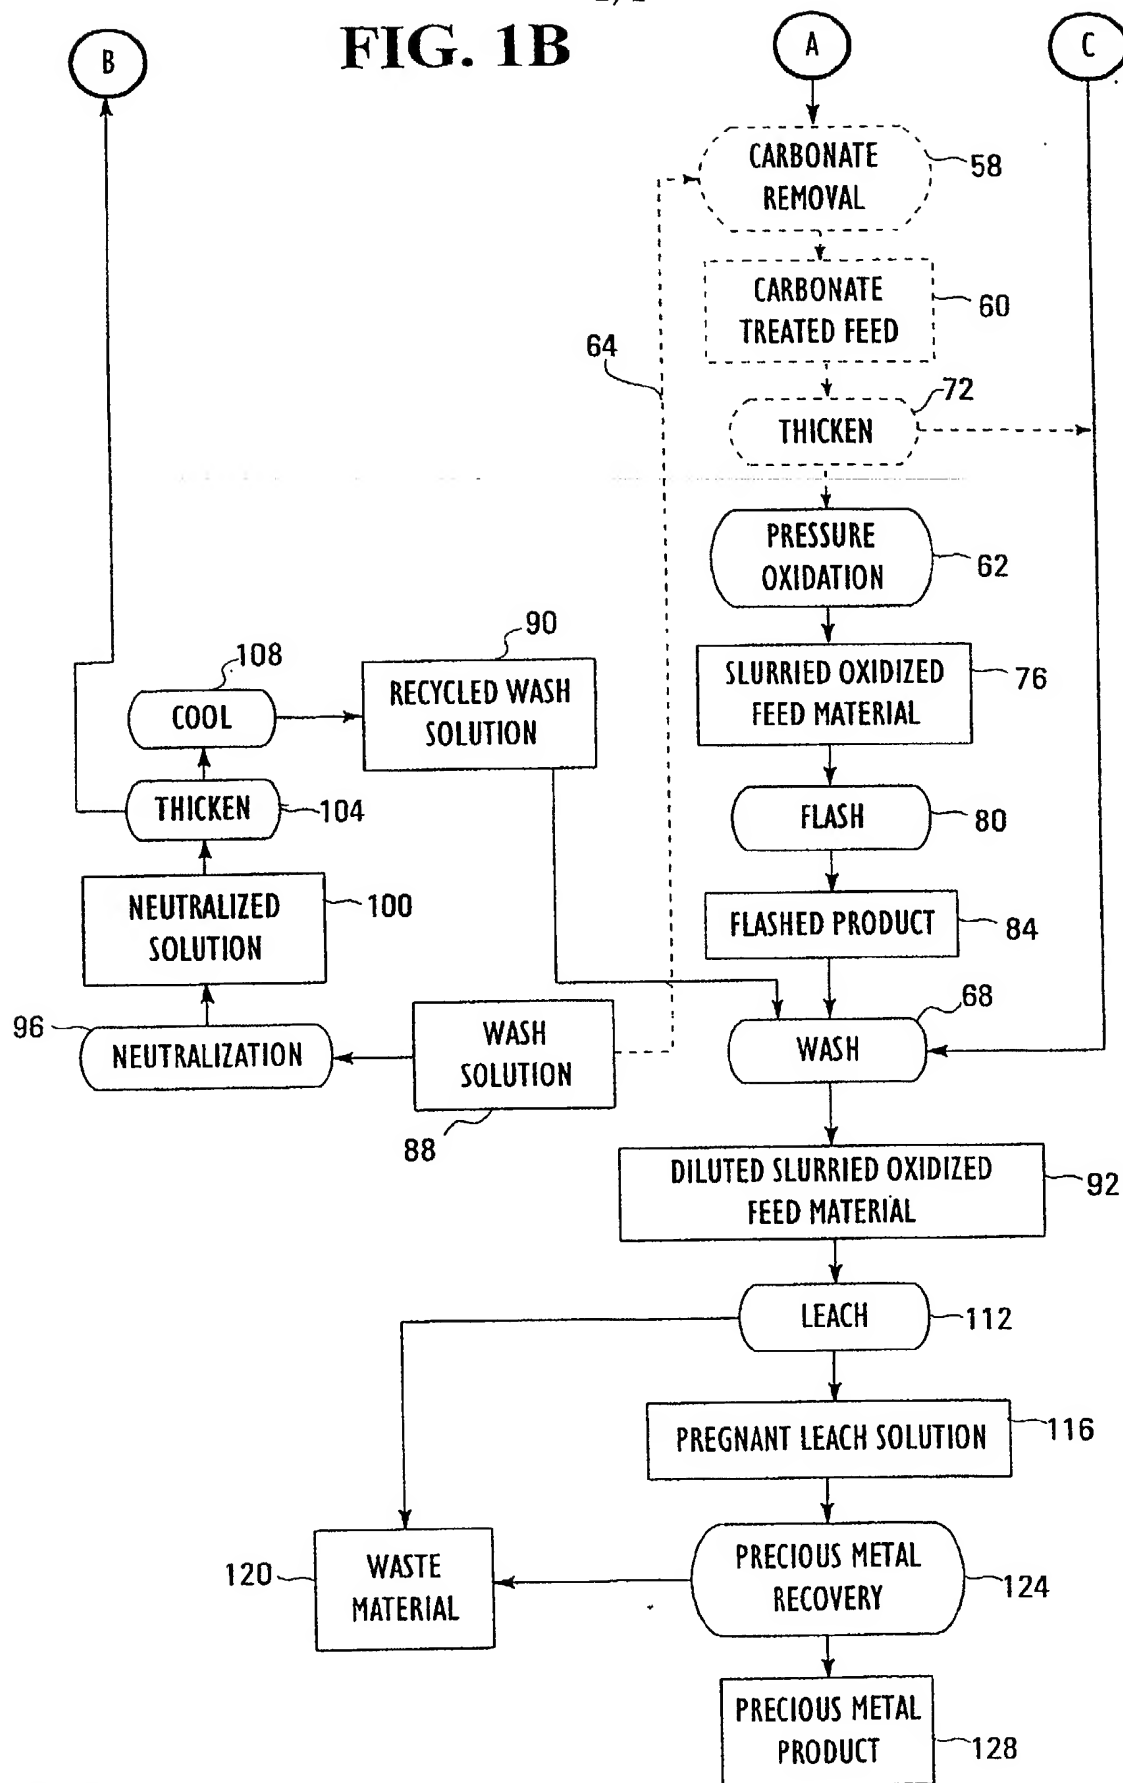 FIG. 1B
B
A
C
CARBONATE
REMOVAL
58
CARBONATE
TREATED FEED
60
64
72
THICKEN
PRESSURE
OXIDATION
62
90
108
SLURRIED OXIDIZED
FEED MATERIAL
76
RECYCLED WASH
SOLUTION
COOL
THICKEN
104
FLASH
80
NEUTRALIZED
SOLUTION
100
FLASHED PRODUCT
84
68
96
NEUTRALIZATION
WASH
SOLUTION
88
WASH
DILUTED SLURRIED OXIDIZED
FEED MATERIAL
92
LEACH
112
PREGNANT LEACH SOLUTION
116
120
WASTE
MATERIAL
PRECIOUS METAL
RECOVERY
124
PRECIOUS METAL
PRODUCT
128